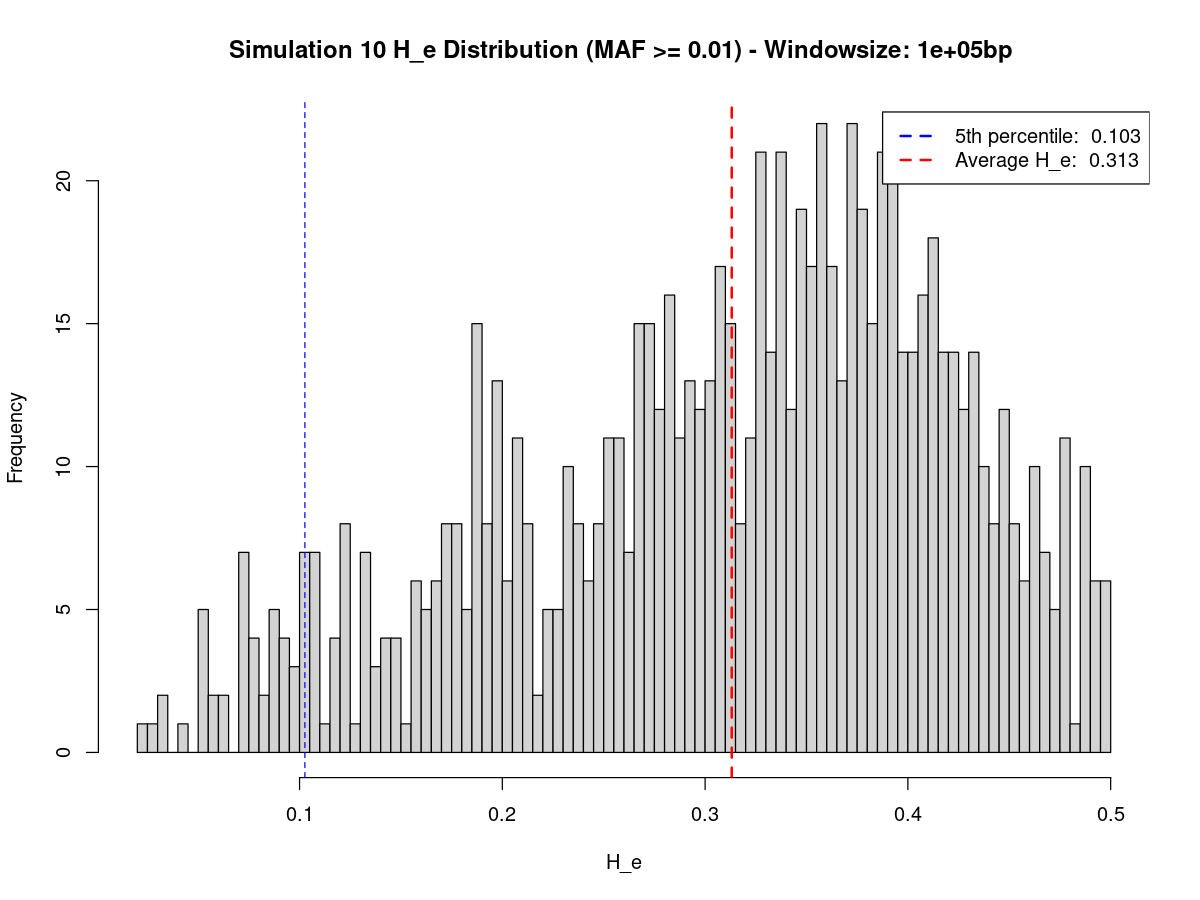 Simulation 10 H_e Distribution (MAF >= 0.01) - Windowsize: 1e+05bp
5th percentile:  0.103
Average H_e:  0.313
Frequency
20
15
10
5
0
0.1 0.2 0.3 0.4 0.5
H_e